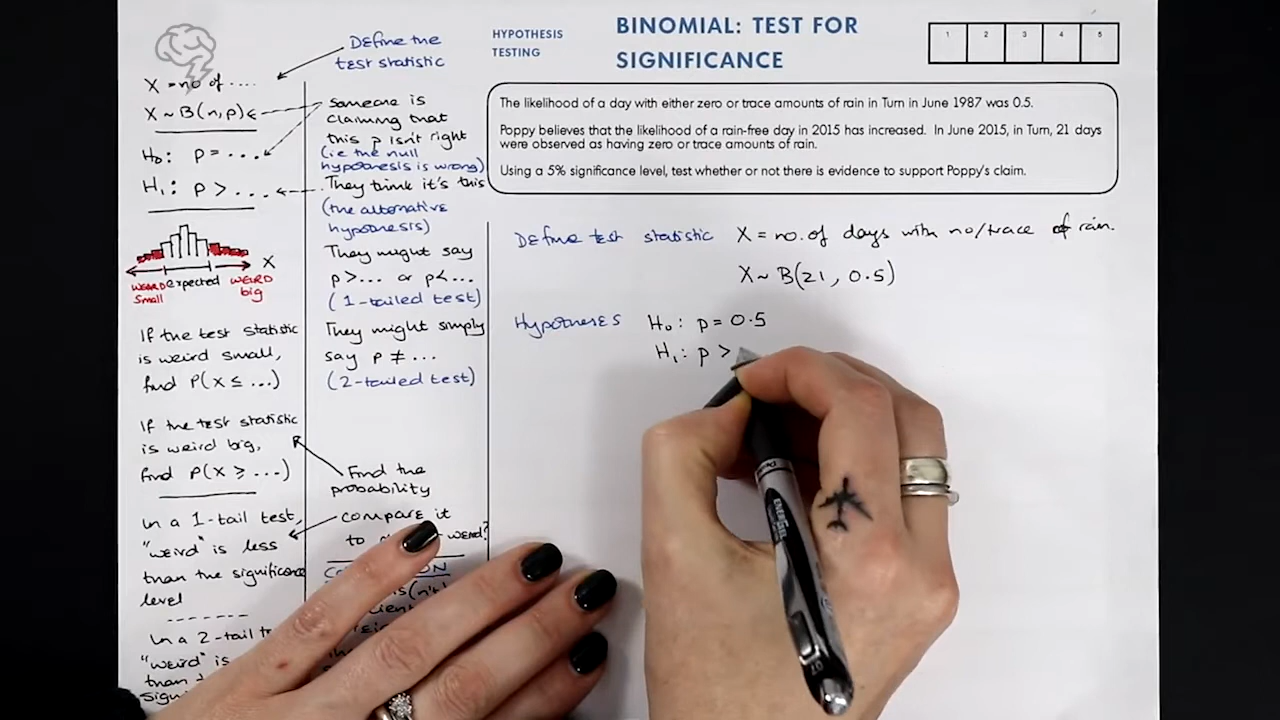 HYPOTHESIS
TESTING
BINOMIAL: TEST FOR
SIGNIFICANCE
1 2 3 4 5
The likelihood of a day with either zero or trace amounts of rain in Turn in June 1987 was 0.5.
Poppy believes that the likelihood of a rain-free day in 2015 has increased. In June 2015, in Turn, 21 days
were observed as having zero or trace amounts of rain.
Using a 5% significance level, test whether or not there is evidence to support Poppy's claim.
X = no of ....
X ~ B(n,p)
H₀: p = ...
H₁: p > ...
WEIRD small
expected
WEIRD big
X
If the test statistic
is weird small,
find P(X ≤ ...)
If the test statistic
is weird big,
find P(X ≥ ...)
In a 1-tail test,
"weird" is less
than the significance
level
In a 2-tail
"weird" is
than
Define the
test statistic
Someone is
claiming that
this p isn't right
(ie the null
hypothesis is wrong)
They think it's this
(the alternative
hypothesis)
They might say
p>... or p<...
(1-tailed test)
They might simply
say p ≠ ...
(2-tailed test)
Find the
probability
compare it
to
weird?
Define test statistic X = no. of days with no/trace of rain.
X ~ B(21, 0.5)
Hypotheses H₀: p = 0.5
H₁: p >